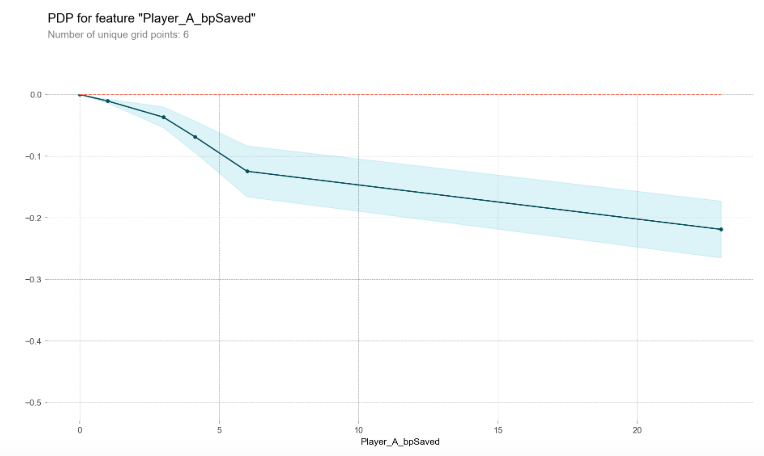 PDP for feature "Player_A_bpSaved"
Number of unique grid points: 6
0.0
−0.1
−0.2
−0.3
−0.4
−0.5
0 5 10 15 20
Player_A_bpSaved